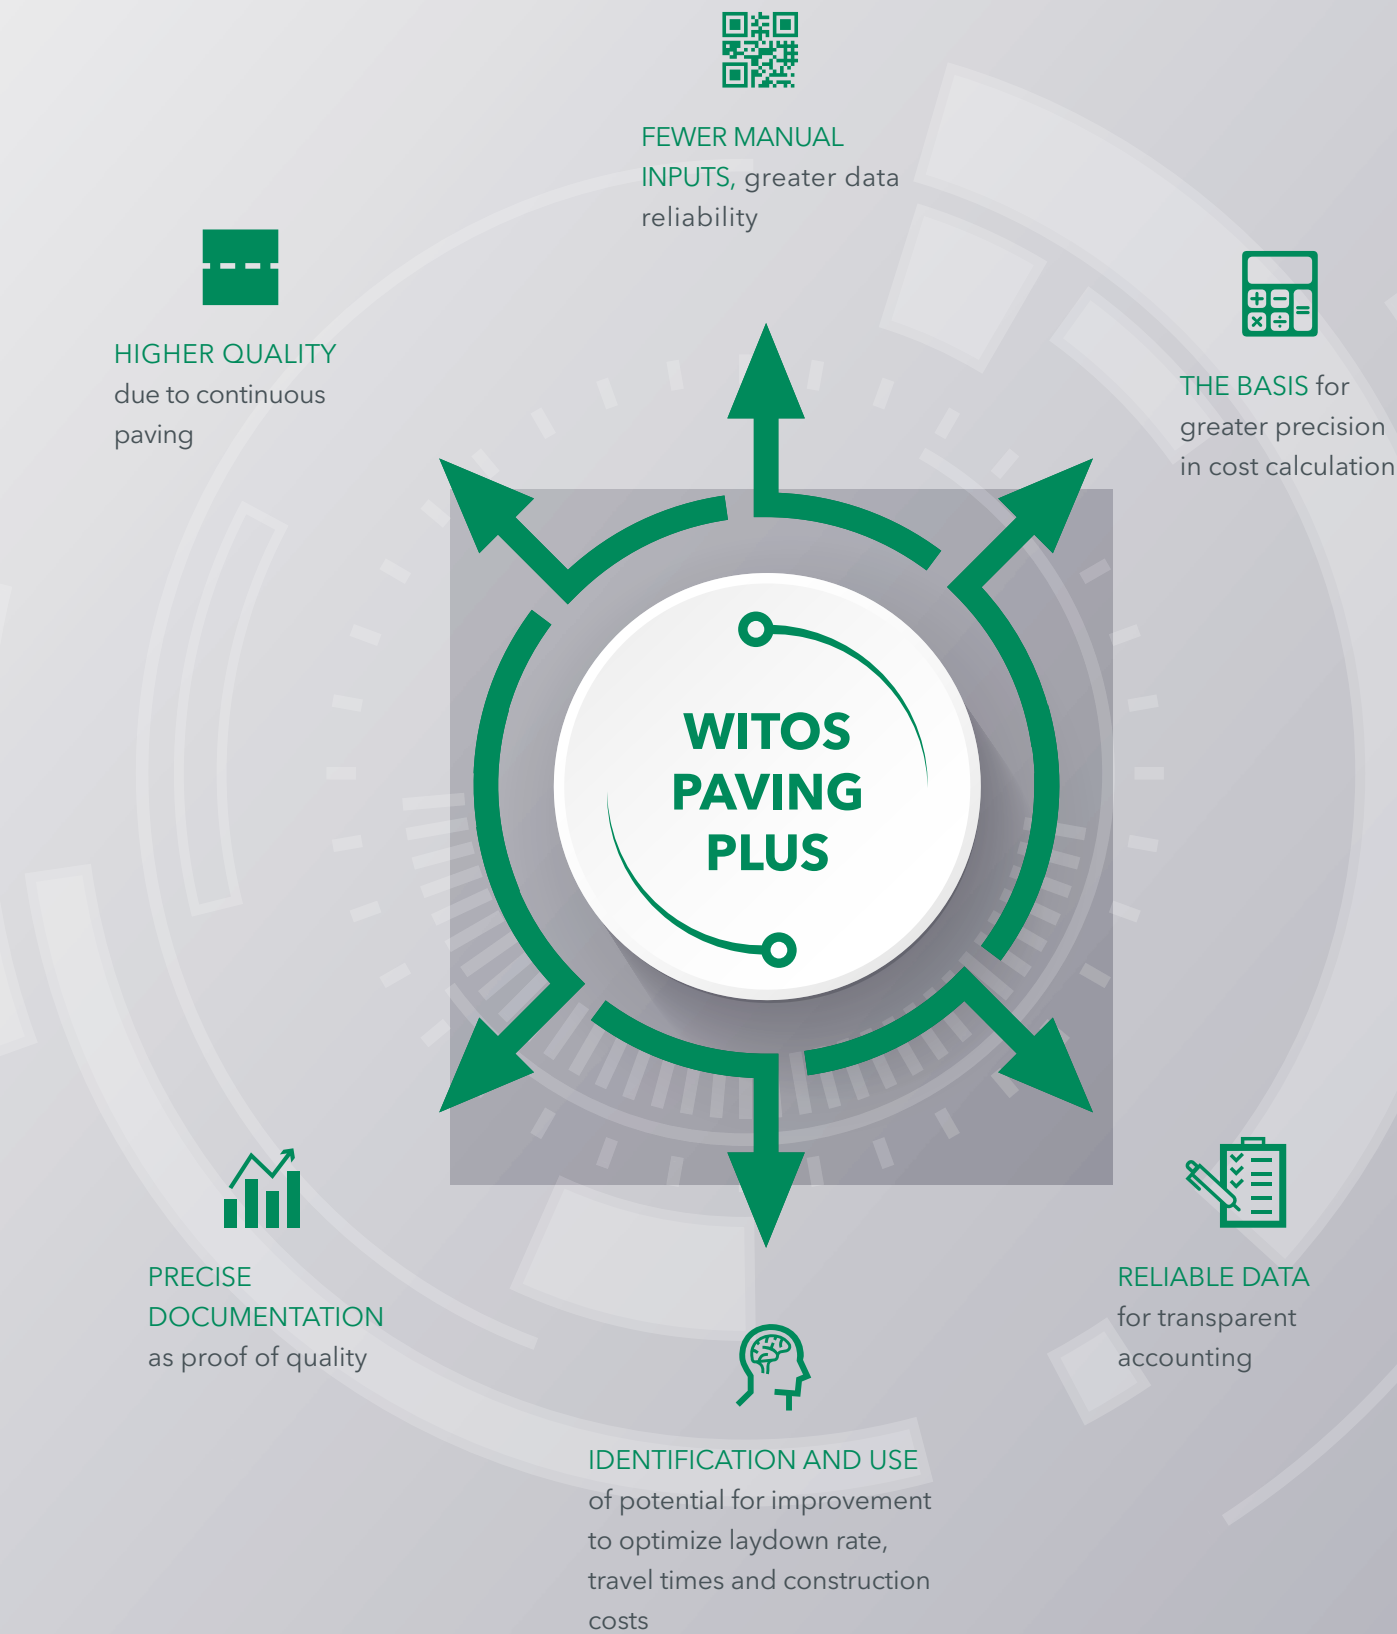 FEWER MANUAL
INPUTS, greater data
reliability
HIGHER QUALITY
due to continuous
paving
THE BASIS for
greater precision
in cost calculation
WITOS
PAVING
PLUS
PRECISE
DOCUMENTATION
as proof of quality
RELIABLE DATA
for transparent
accounting
IDENTIFICATION AND USE
of potential for improvement
to optimize laydown rate,
travel times and construction
costs